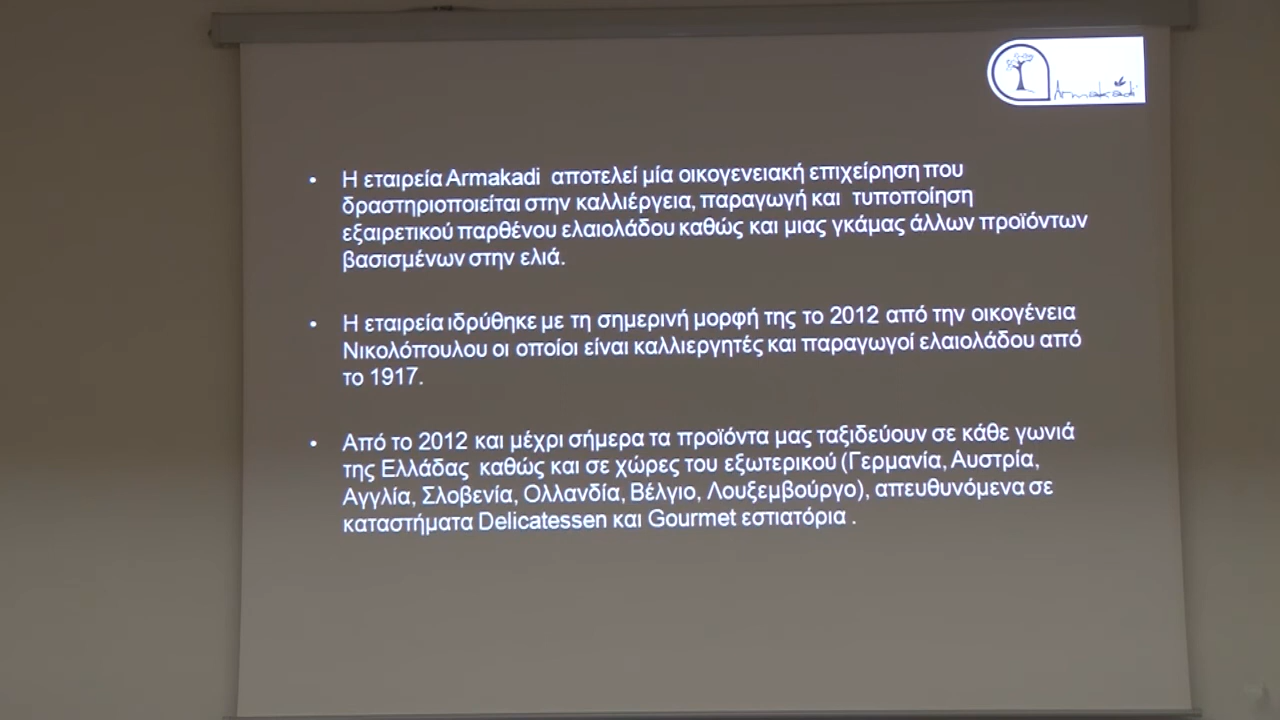 Armakadi
• Η εταιρεία Armakadi αποτελεί μία οικογενειακή επιχείρηση που
δραστηριοποιείται στην καλλιέργεια, παραγωγή και τυποποίηση
εξαιρετικού παρθένου ελαιολάδου καθώς και μιας γκάμας άλλων προϊόντων
βασισμένων στην ελιά.
• Η εταιρεία ιδρύθηκε με τη σημερινή μορφή της το 2012 από την οικογένεια
Νικολόπουλου οι οποίοι είναι καλλιεργητές και παραγωγοί ελαιολάδου από
το 1917.
• Από το 2012 και μέχρι σήμερα τα προϊόντα μας ταξιδεύουν σε κάθε γωνιά
της Ελλάδας καθώς και σε χώρες του εξωτερικού (Γερμανία, Αυστρία,
Αγγλία, Σλοβενία, Ολλανδία, Βέλγιο, Λουξεμβούργο), απευθυνόμενα σε
καταστήματα Delicatessen και Gourmet εστιατόρια .